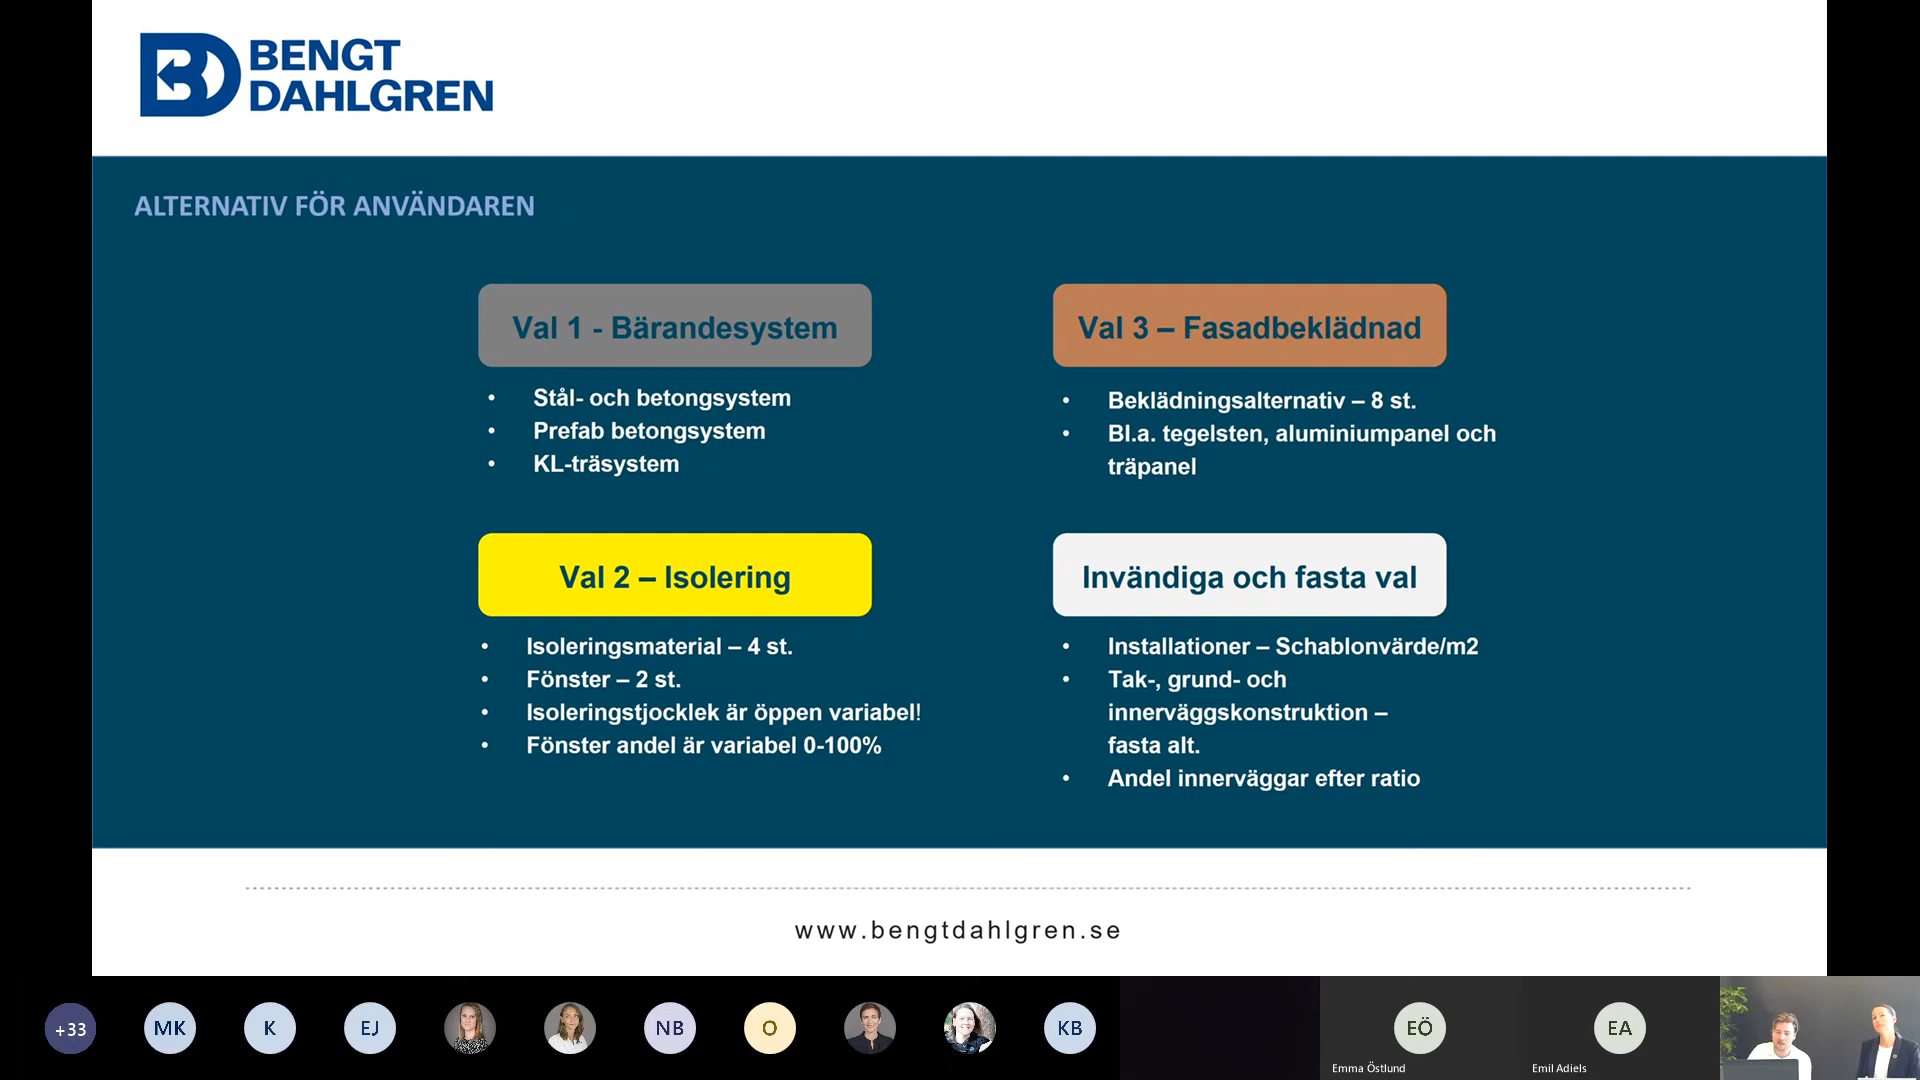 BENGT
DAHLGREN
ALTERNATIV FÖR ANVÄNDAREN
Val 1 - Bärandesystem
• Stål- och betongsystem
• Prefab betongsystem
• KL-träsystem
Val 2 – Isolering
• Isoleringsmaterial – 4 st.
• Fönster – 2 st.
• Isoleringstjocklek är öppen variabel!
• Fönster andel är variabel 0-100%
Val 3 – Fasadbeklädnad
• Beklädningsalternativ – 8 st.
• Bl.a. tegelsten, aluminiumpanel och
träpanel
Invändiga och fasta val
• Installationer – Schablonvärde/m2
• Tak-, grund- och
innerväggskonstruktion –
fasta alt.
• Andel innerväggar efter ratio
www.bengtdahlgren.se
+33
MK
K
EJ
NB
O
KB
EÖ
Emma Östlund
EA
Emil Adiels